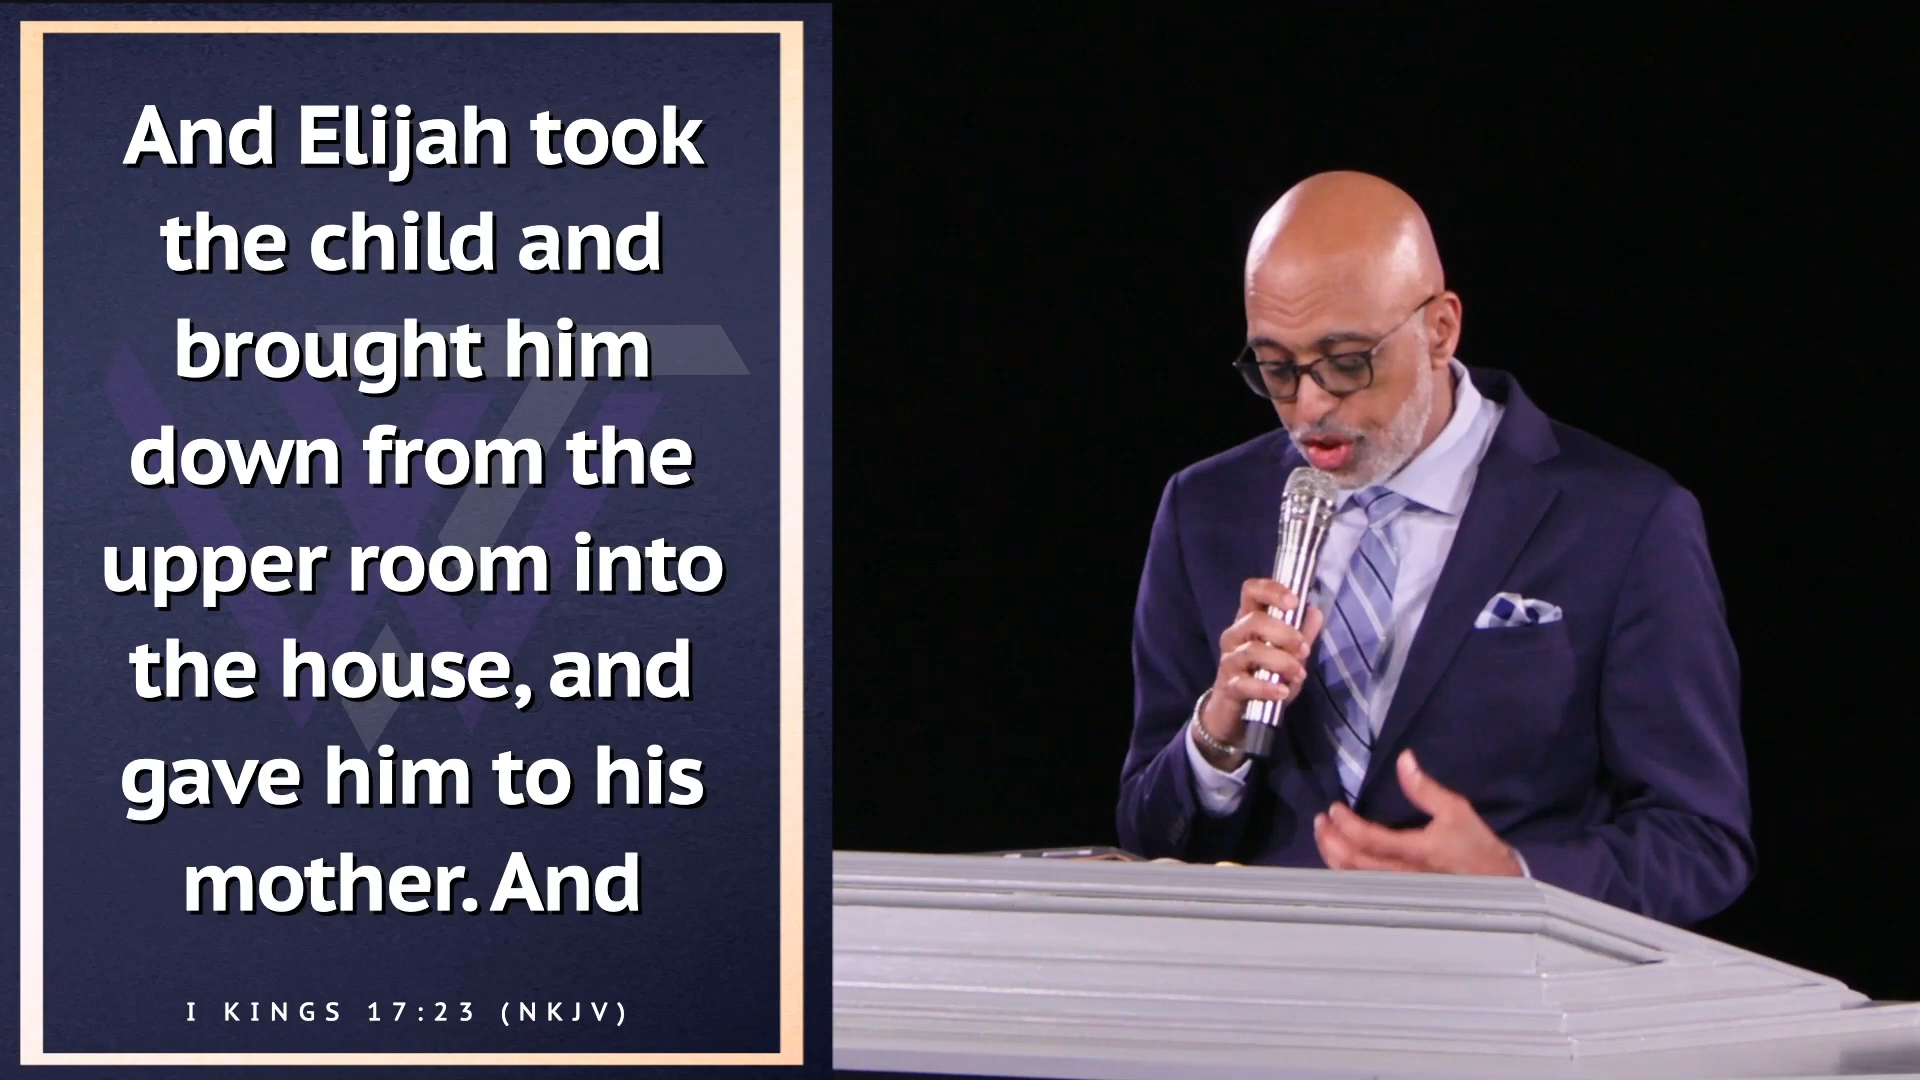 And Elijah took
the child and
brought him
down from the
upper room into
the house, and
gave him to his
mother. And
I KINGS 17:23 (NKJV)